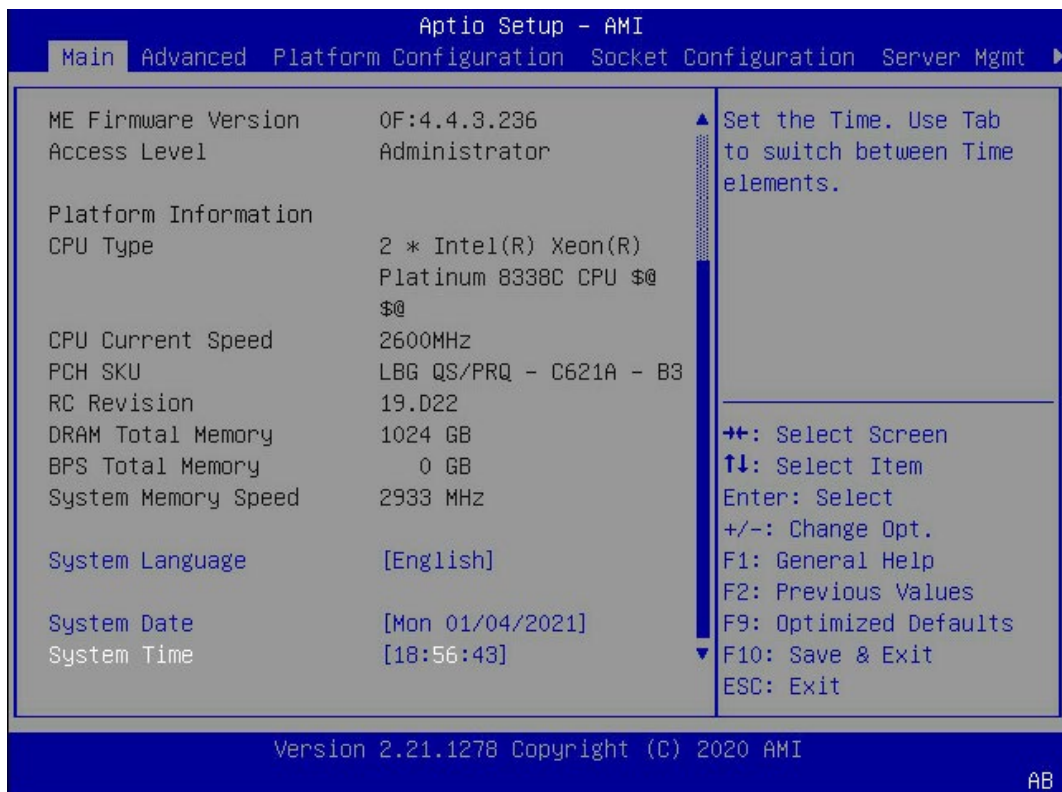 Aptio Setup – AMI
Main Advanced Platform Configuration Socket Configuration Server Mgmt ▶
ME Firmware Version 0F:4.4.3.236
Access Level Administrator
Platform Information
CPU Type 2 * Intel(R) Xeon(R)
Platinum 8338C CPU $@
$@
CPU Current Speed 2600MHz
PCH SKU LBG QS/PRQ - C621A - B3
RC Revision 19.D22
DRAM Total Memory 1024 GB
BPS Total Memory 0 GB
System Memory Speed 2933 MHz
System Language [English]
System Date [Mon 01/04/2021]
System Time [18:56:43]
Set the Time. Use Tab
to switch between Time
elements.
→←: Select Screen
↑↓: Select Item
Enter: Select
+/-: Change Opt.
F1: General Help
F2: Previous Values
F9: Optimized Defaults
F10: Save & Exit
ESC: Exit
Version 2.21.1278 Copyright (C) 2020 AMI
AB